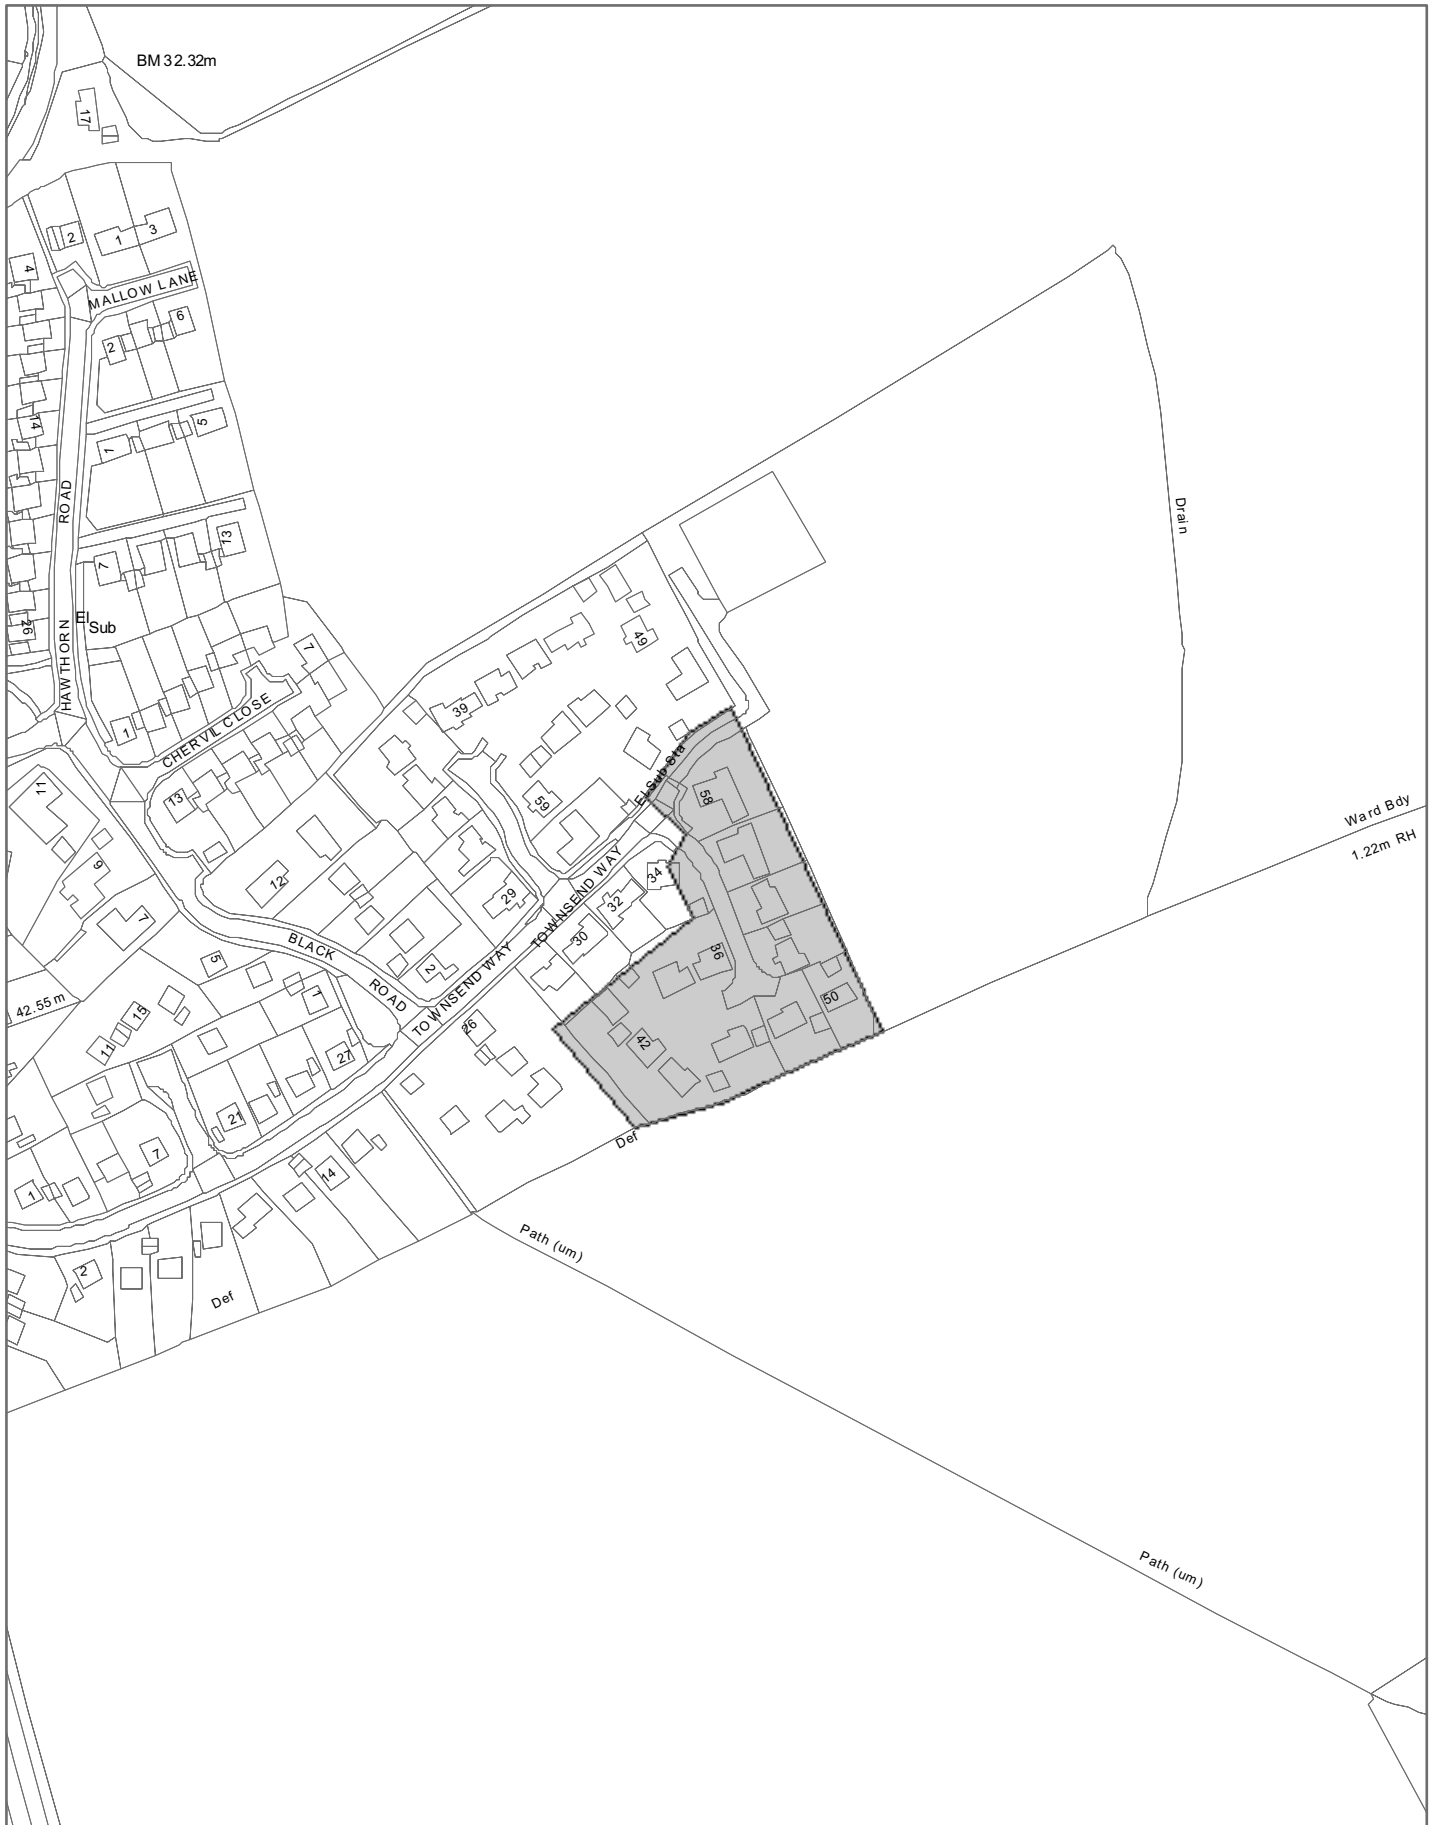 BM 32.32m
17
2
1
3
4
MALLOW LANE
6
2
14
5
1
ROAD
Drain
13
7
El
Sub
26
HAWTHORN
49
7
39
1
CHERVIL CLOSE
El Sub Sta
11
13
59
58
Ward Bdy
1.22m RH
9
34
12
29
TOWNSEND WAY
32
7
30
BLACK
36
5
2
TOWNSEND WAY
1
ROAD
50
42.55m
15
26
42
11
27
21
Def
7
14
1
Path (um)
2
Def
Path (um)